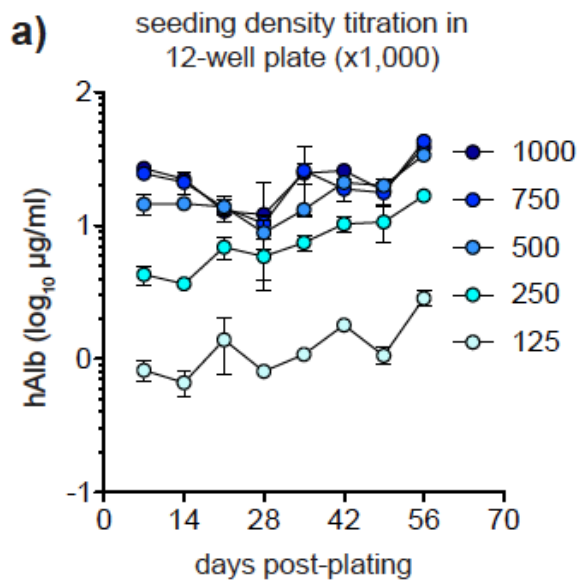 a)
seeding density titration in
12-well plate (x1,000)
hAlb (log₁₀ µg/ml)
2
1
0
-1
0 14 28 42 56 70
days post-plating
1000
750
500
250
125